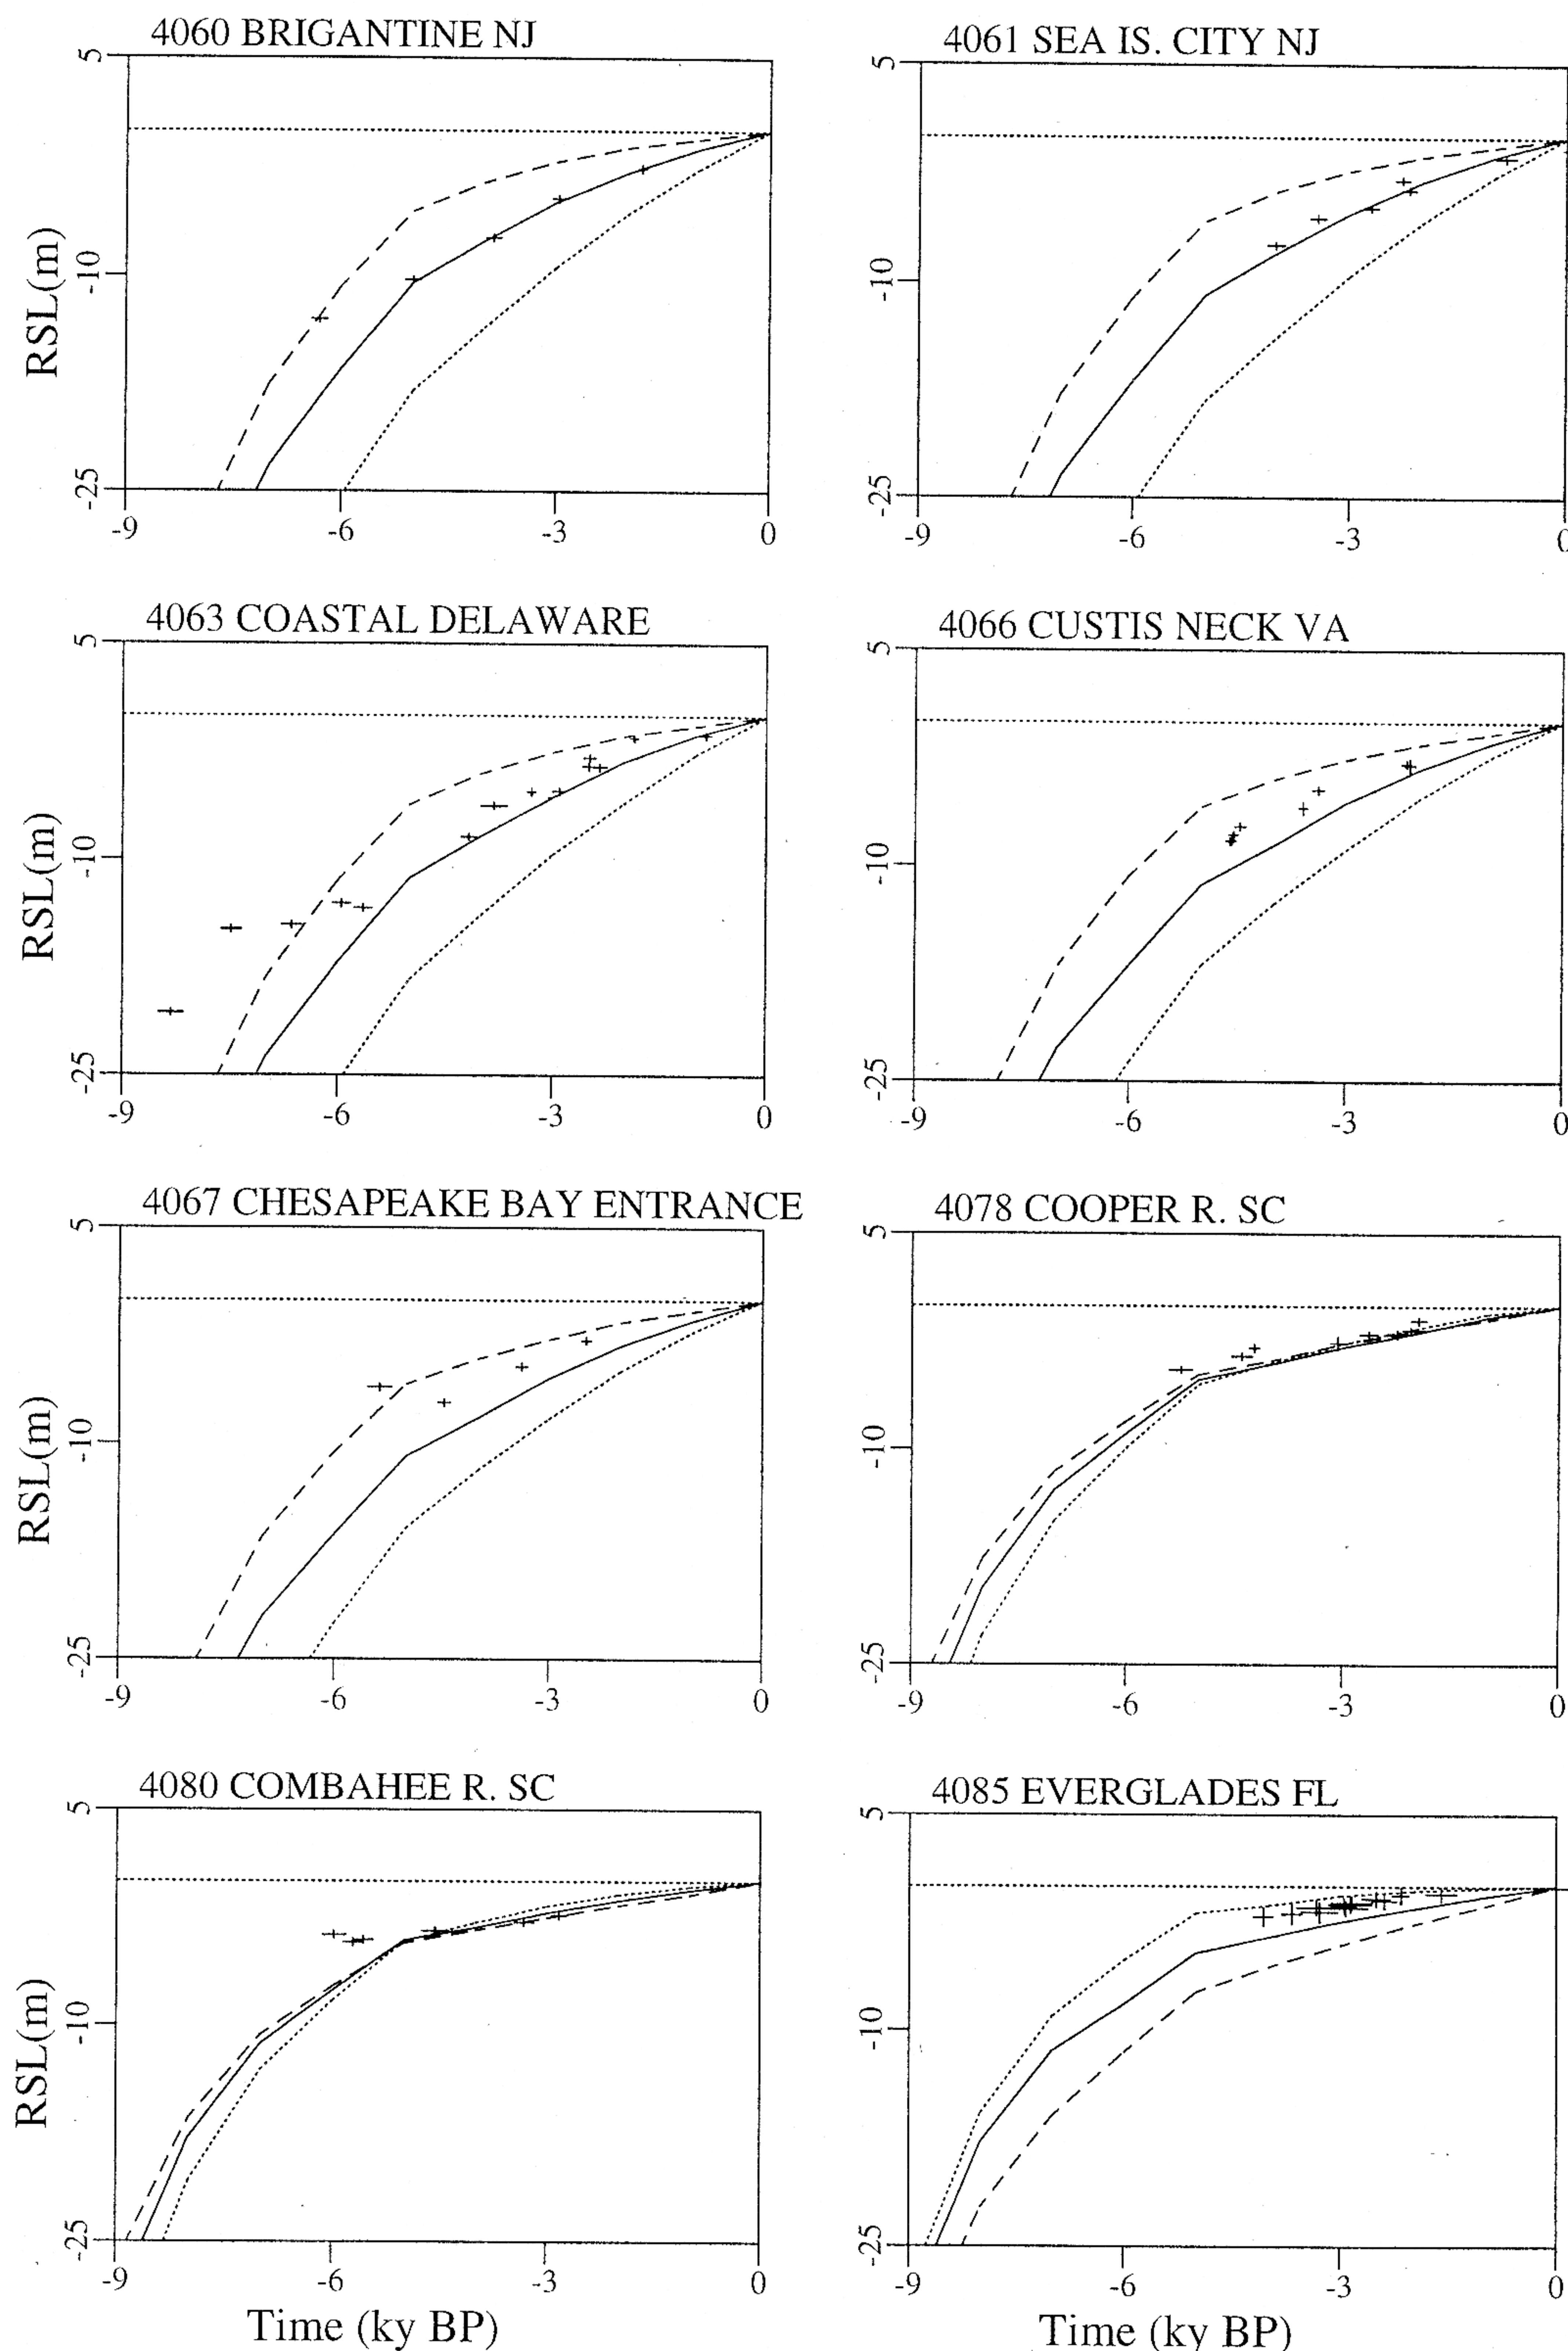 4060 BRIGANTINE NJ
5
-10
-25
RSL(m)
-9 -6 -3 0
4061 SEA IS. CITY NJ
5
-10
-25
-9 -6 -3 0
4063 COASTAL DELAWARE
5
-10
-25
RSL(m)
-9 -6 -3 0
4066 CUSTIS NECK VA
5
-10
-25
-9 -6 -3 0
4067 CHESAPEAKE BAY ENTRANCE
5
-10
-25
RSL(m)
-9 -6 -3 0
4078 COOPER R. SC
5
-10
-25
-9 -6 -3 0
4080 COMBAHEE R. SC
5
-10
-25
RSL(m)
-9 -6 -3 0
Time (ky BP)
4085 EVERGLADES FL
5
-10
-25
-9 -6 -3 0
Time (ky BP)